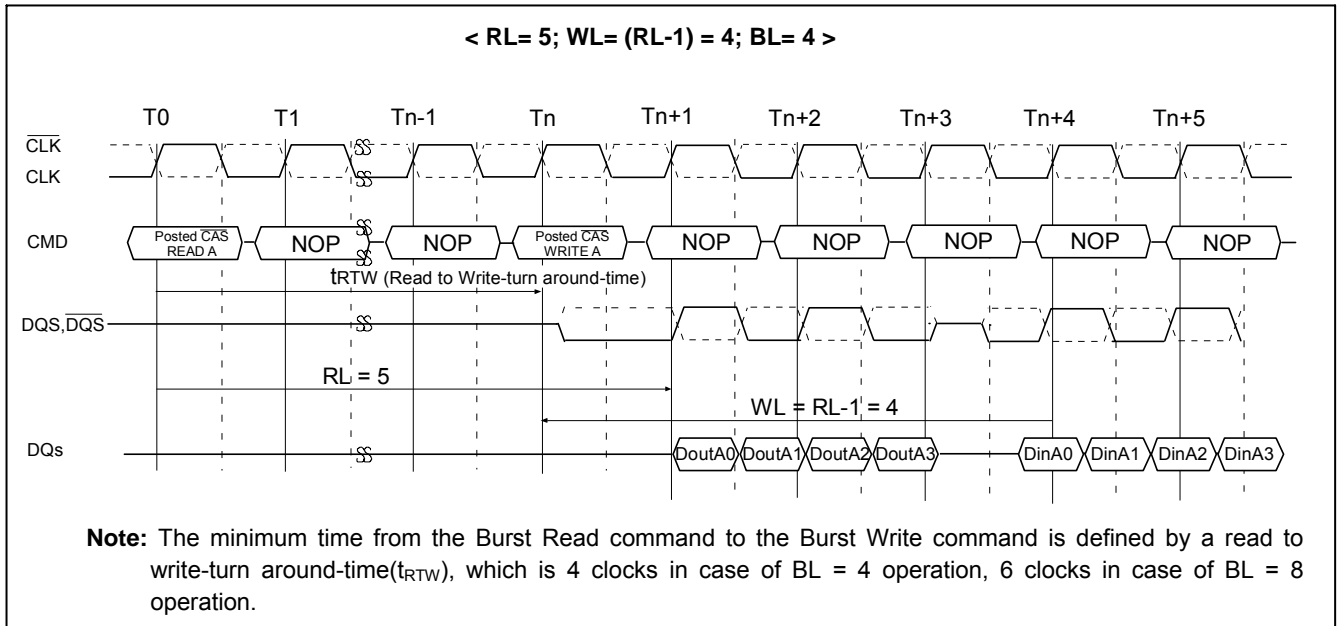 < RL= 5; WL= (RL-1) = 4; BL= 4 >
T0 T1 Tn-1 Tn Tn+1 Tn+2 Tn+3 Tn+4 Tn+5
CLK
CLK
CMD
Posted CAS
READ A
NOP
NOP
Posted CAS
WRITE A
NOP
NOP
NOP
NOP
NOP
tRTW (Read to Write-turn around-time)
DQS,DQS
RL = 5
WL = RL-1 = 4
DQs
DoutA0 DoutA1 DoutA2 DoutA3 DinA0 DinA1 DinA2 DinA3
Note: The minimum time from the Burst Read command to the Burst Write command is defined by a read to
write-turn around-time(tRTW), which is 4 clocks in case of BL = 4 operation, 6 clocks in case of BL = 8
operation.